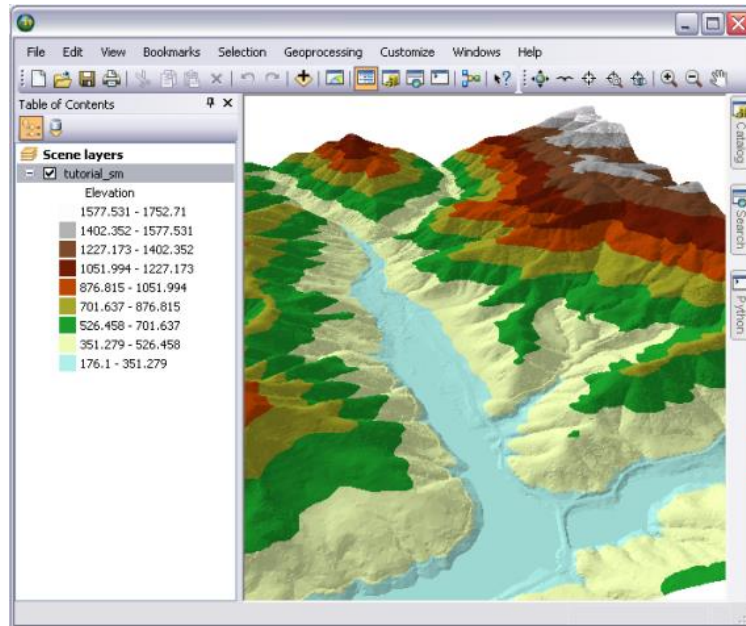 File Edit View Bookmarks Selection Geoprocessing Customize Windows Help
Table of Contents
Scene layers
tutorial_sm
Elevation
1577.531 - 1752.71
1402.352 - 1577.531
1227.173 - 1402.352
1051.994 - 1227.173
876.815 - 1051.994
701.637 - 876.815
526.458 - 701.637
351.279 - 526.458
176.1 - 351.279
Catalog
Search
Python